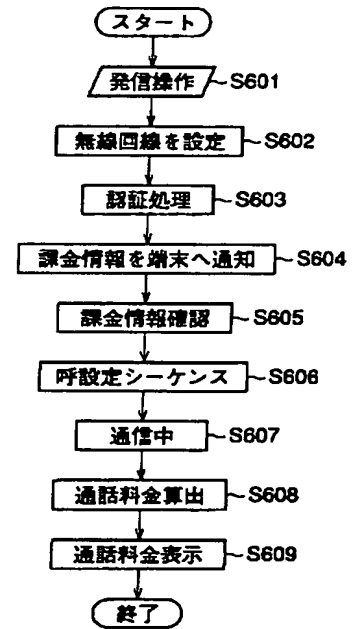 スタート
発信操作 S601
無線回線を設定 S602
認証処理 S603
課金情報を端末へ通知 S604
課金情報確認 S605
呼設定シーケンス S606
通信中 S607
通話料金算出 S608
通話料金表示 S609
終了